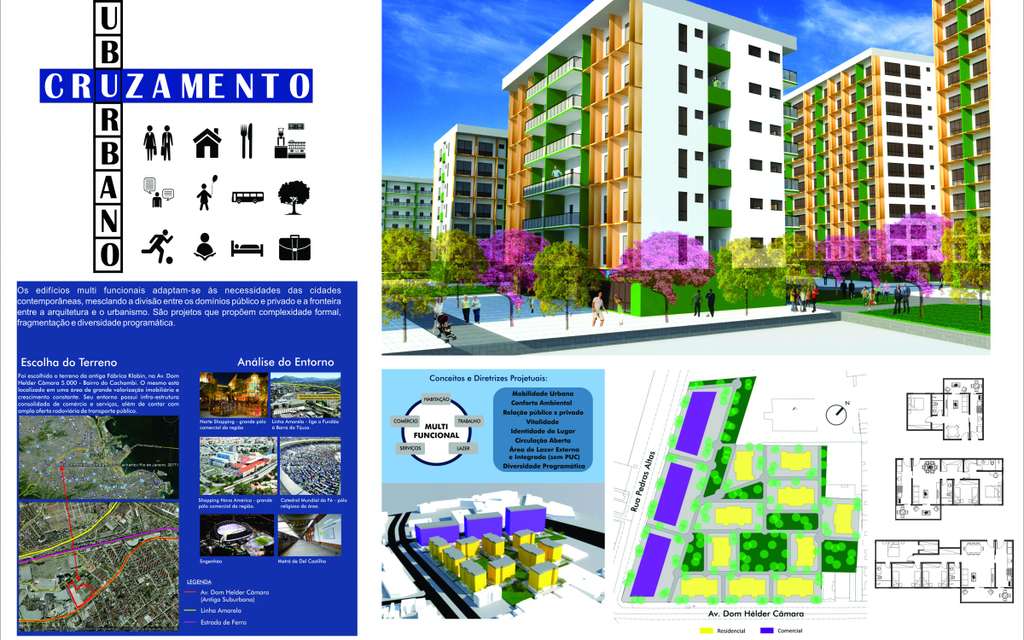 CRUZAMENTO
UBURBANO
Os edifícios multi funcionais adaptam-se às necessidades das cidades
contemporâneas, mesclando a divisão entre os domínios público e privado e a fronteira
entre a arquitetura e o urbanismo. São projetos que propõem complexidade formal,
fragmentação e diversidade programática.
Escolha do Terreno
Foi escolhido o terreno da antiga Fábrica Klabin, na Av. Dom
Helder Câmara 5.000 - Bairro do Cachambi. O mesmo está
localizado em uma área de grande valorização imobiliária e
crescimento constante. Seu entorno possui infra-estrutura
consolidada de comércio e serviços, além de contar com
ampla oferta rodoviária de transporte público.
Análise do Entorno
Norte Shopping - grande pólo
comercial da região
Linha Amarela - liga o Fundão
à Barra da Tijuca
Shopping Nova América - grande
pólo comercial da região.
Catedral Mundial da Fé - pólo
religioso da área.
Engenhão
Metrô de Del Castilho
LEGENDA
Av. Dom Helder Câmara
(Antiga Suburbana)
Linha Amarela
Estrada de Ferro
Conceitos e Diretrizes Projetuais:
HABITAÇÃO
COMÉRCIO
TRABALHO
MULTI
FUNCIONAL
SERVIÇOS
LAZER
Mobilidade Urbana
Conforto Ambiental
Relação público x privado
Vitalidade
Identidade do Lugar
Circulação Aberta
Área de Lazer Externa
e Integrada (sem PUC)
Diversidade Programática
N
Rua Pedras Altas
Av. Dom Hélder Câmara
Residencial
Comercial